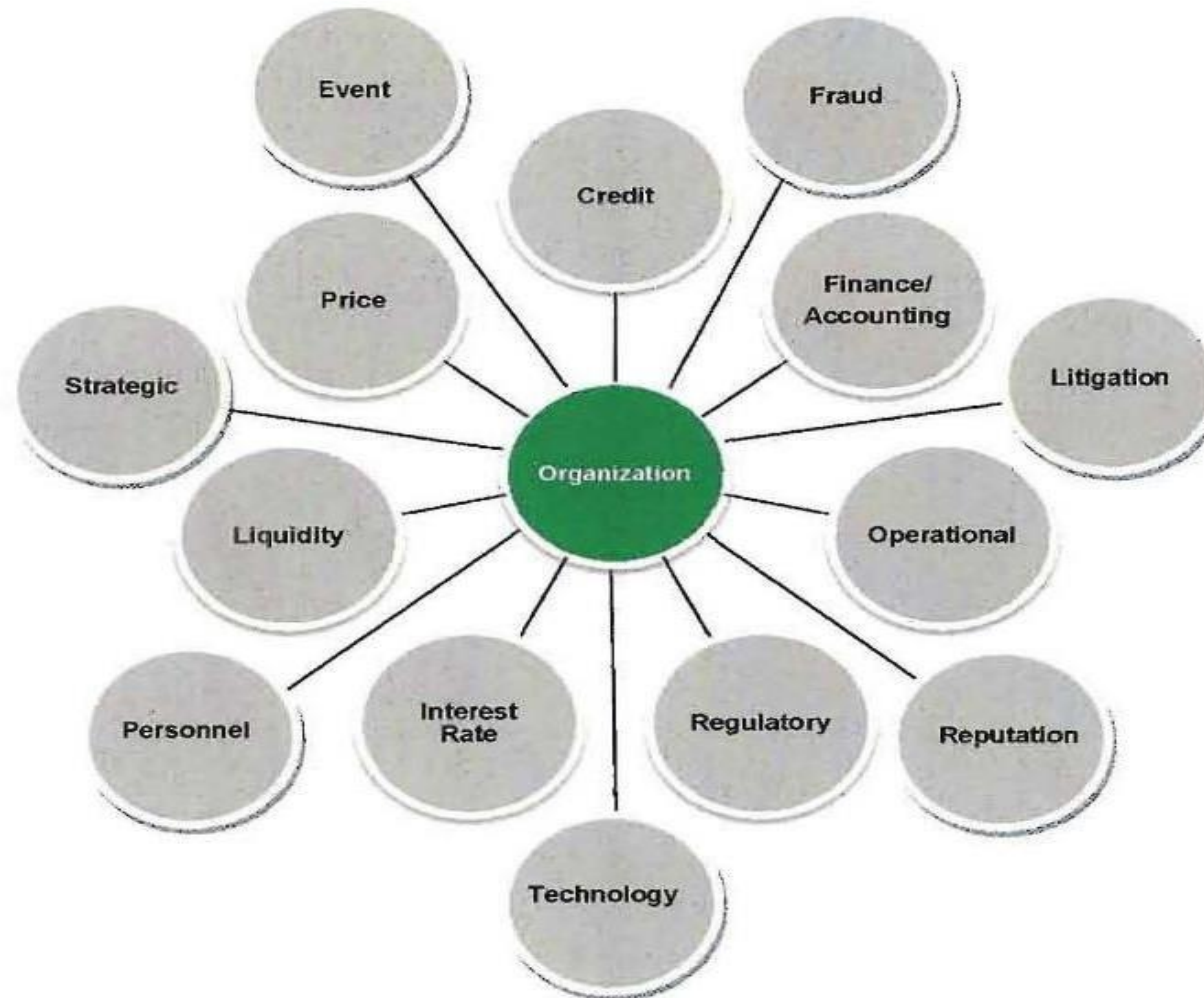 Event
Fraud
Credit
Price
Finance/
Accounting
Strategic
Litigation
Organization
Liquidity
Operational
Personnel
Interest
Rate
Regulatory
Reputation
Technology